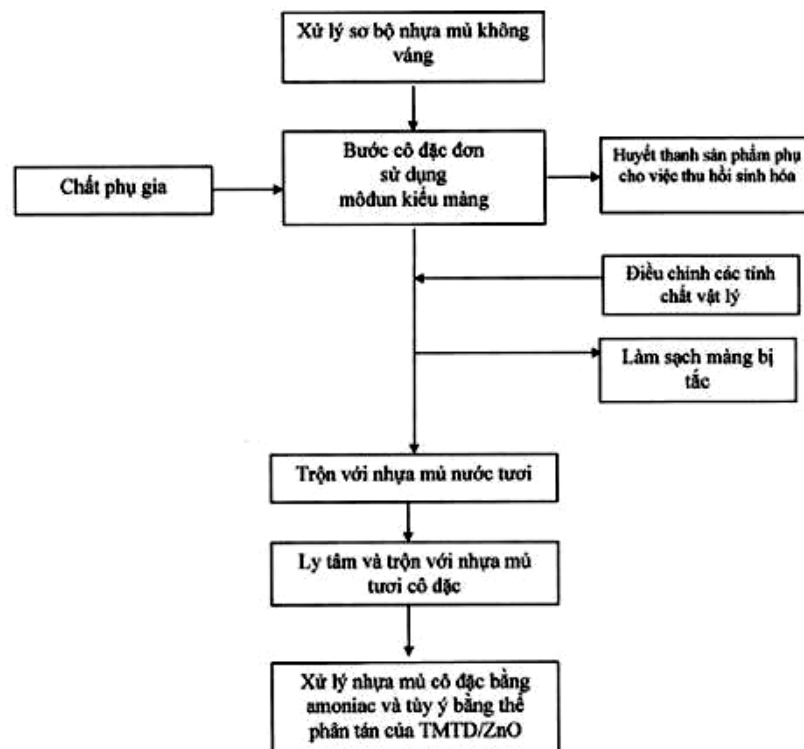 Xử lý sơ bộ nhựa mủ không
váng
Bước cô đặc đơn
sử dụng
môđun kiểu màng
Chất phụ gia
Huyết thanh sản phẩm phụ
cho việc thu hồi sinh hóa
Điều chỉnh các tính
chất vật lý
Làm sạch màng bị
tắc
Trộn với nhựa mủ nước tươi
Ly tâm và trộn với nhựa mủ
tươi cô đặc
Xử lý nhựa mủ cô đặc bằng
amoniac và tùy ý bằng thể
phân tán của TMTD/ZnO